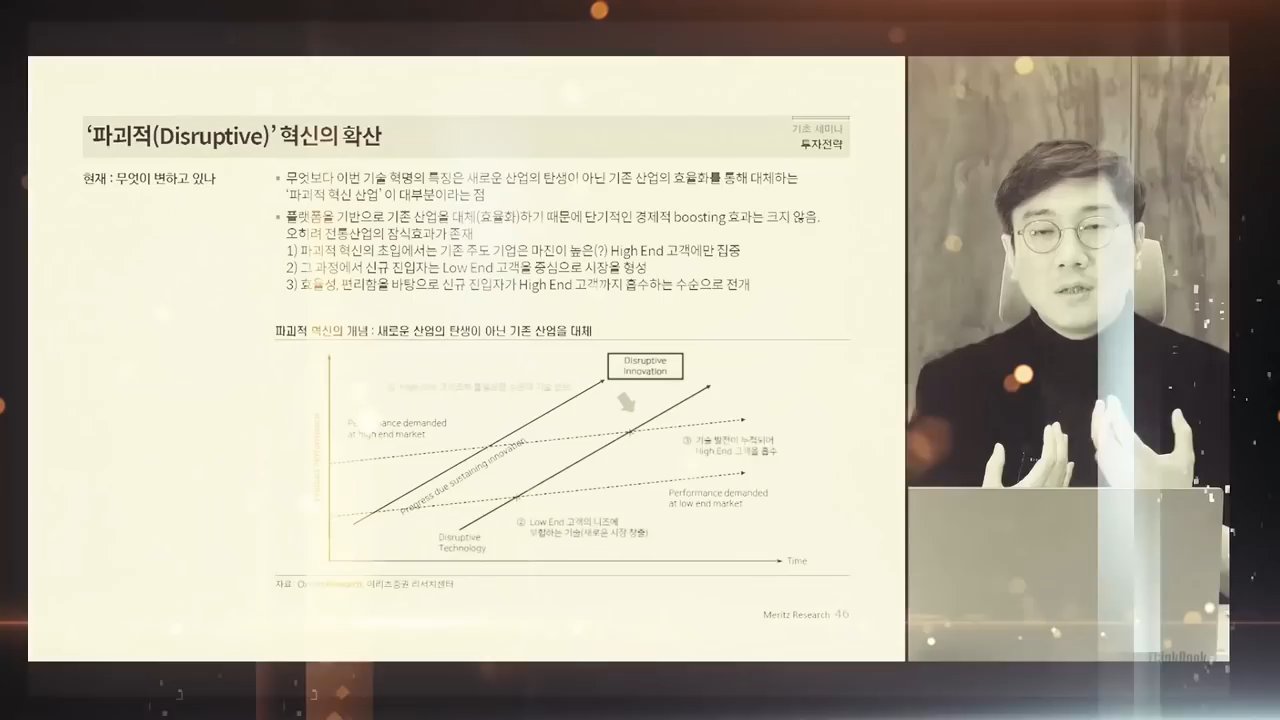 ‘파괴적(Disruptive)’ 혁신의 확산
기초 세미나
투자전략
현재 : 무엇이 변하고 있나
▪ 무엇보다 이번 기술 혁명의 특징은 새로운 산업의 탄생이 아닌 기존 산업의 효율화를 통해 대체하는
‘파괴적 혁신 산업’ 이 대부분이라는 점
▪ 플랫폼을 기반으로 기존 산업을 대체(효율화)하기 때문에 단기적인 경제적 boosting 효과는 크지 않음.
오히려 전통산업의 잠식효과가 존재
1) 파괴적 혁신의 초입에서는 기존 주도 기업은 마진이 높은(?) High End 고객에만 집중
2) 그 과정에서 신규 진입자는 Low End 고객을 중심으로 시장을 형성
3) 효율성, 편리함을 바탕으로 신규 진입자가 High End 고객까지 흡수하는 수순으로 전개
파괴적 혁신의 개념 : 새로운 산업의 탄생이 아닌 기존 산업을 대체
Disruptive
Innovation
demanded
at high end market
progress due sustaining innovation
③ 기술 발전이 누적되어
High End 고객을 흡수
Performance demanded
at low end market
② Low End 고객의 니즈에
부합하는 기술(새로운 시장 창출)
Disruptive
Technology
Time
자료: 메리츠증권 리서치센터
Meritz Research 46
ThinkBook